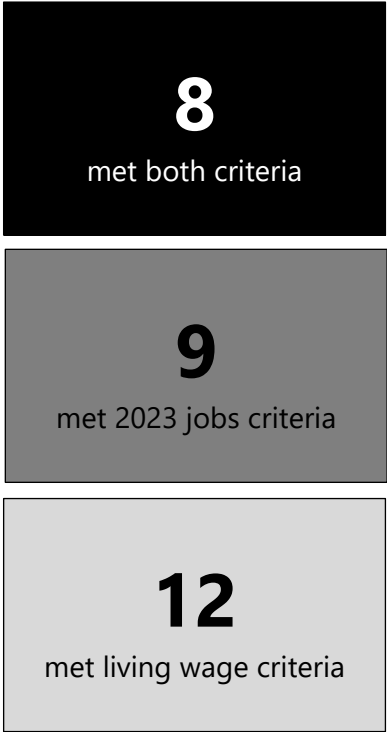 8
met both criteria
9
met 2023 jobs criteria
12
met living wage criteria